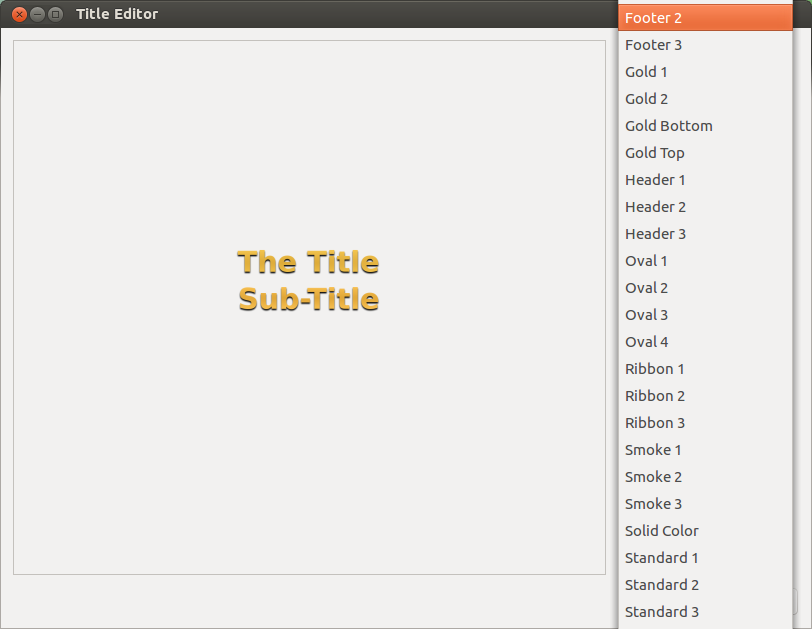 Title Editor
The Title
Sub-Title
Footer 2
Footer 3
Gold 1
Gold 2
Gold Bottom
Gold Top
Header 1
Header 2
Header 3
Oval 1
Oval 2
Oval 3
Oval 4
Ribbon 1
Ribbon 2
Ribbon 3
Smoke 1
Smoke 2
Smoke 3
Solid Color
Standard 1
Standard 2
Standard 3